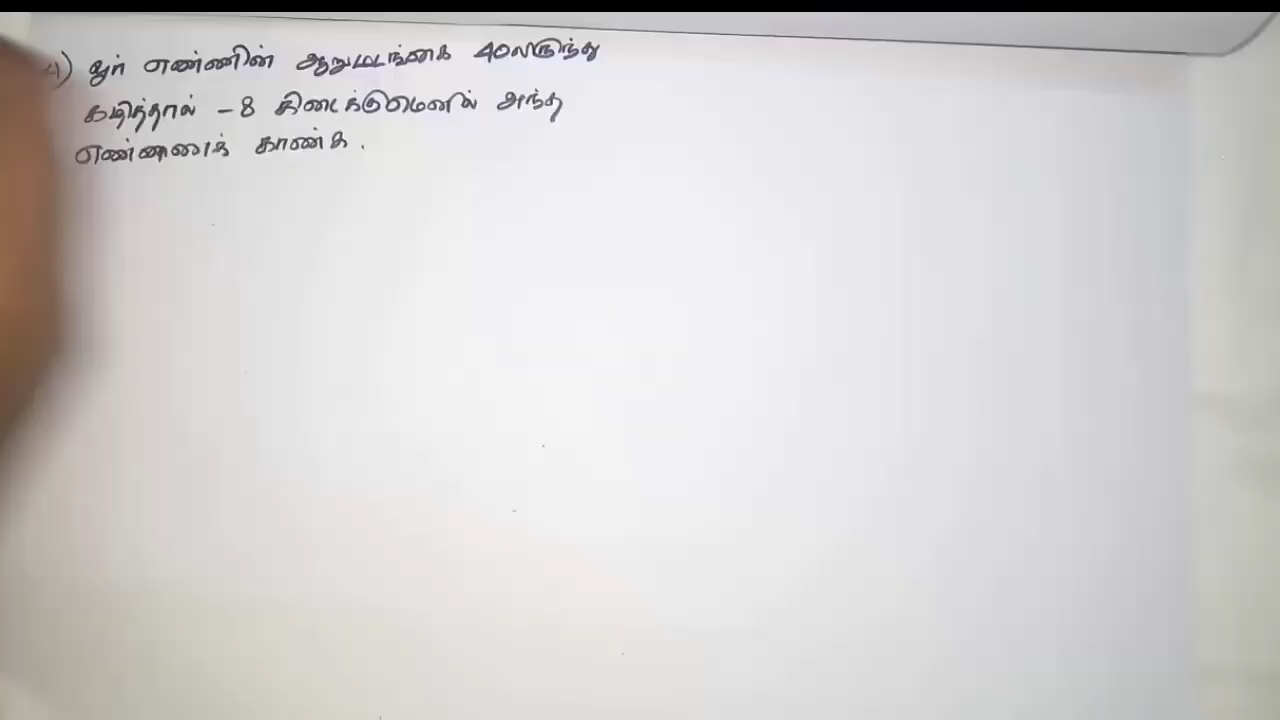 4) ஓர் எண்ணின் ஆறுமடங்கை 40லிருந்து
கழித்தால் -8 கிடைக்குமெனில் அந்த
எண்ணைக் காண்க.